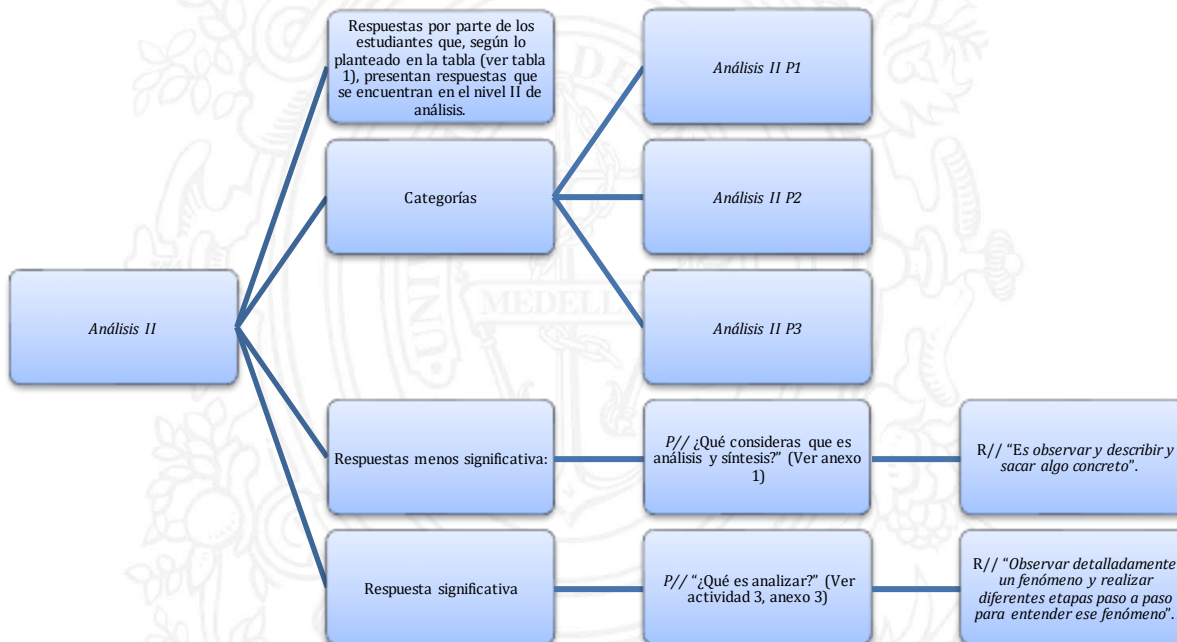 Respuestas por parte de los
estudiantes que, según lo
planteado en la tabla (ver tabla
1), presentan respuestas que
se encuentran en el nivel II de
análisis.
Análisis II P1
Categorías
Análisis II P2
Análisis II
Análisis II P3
Respuestas menos significativa:
P// ¿Qué consideras que es
análisis y síntesis?” (Ver anexo
1)
R// “Es observar y describir y
sacar algo concreto”.
Respuesta significativa
P// “¿Qué es analizar?” (Ver
actividad 3, anexo 3)
R// “Observar detalladamente
un fenómeno y realizar
diferentes etapas paso a paso
para entender ese fenómeno”.